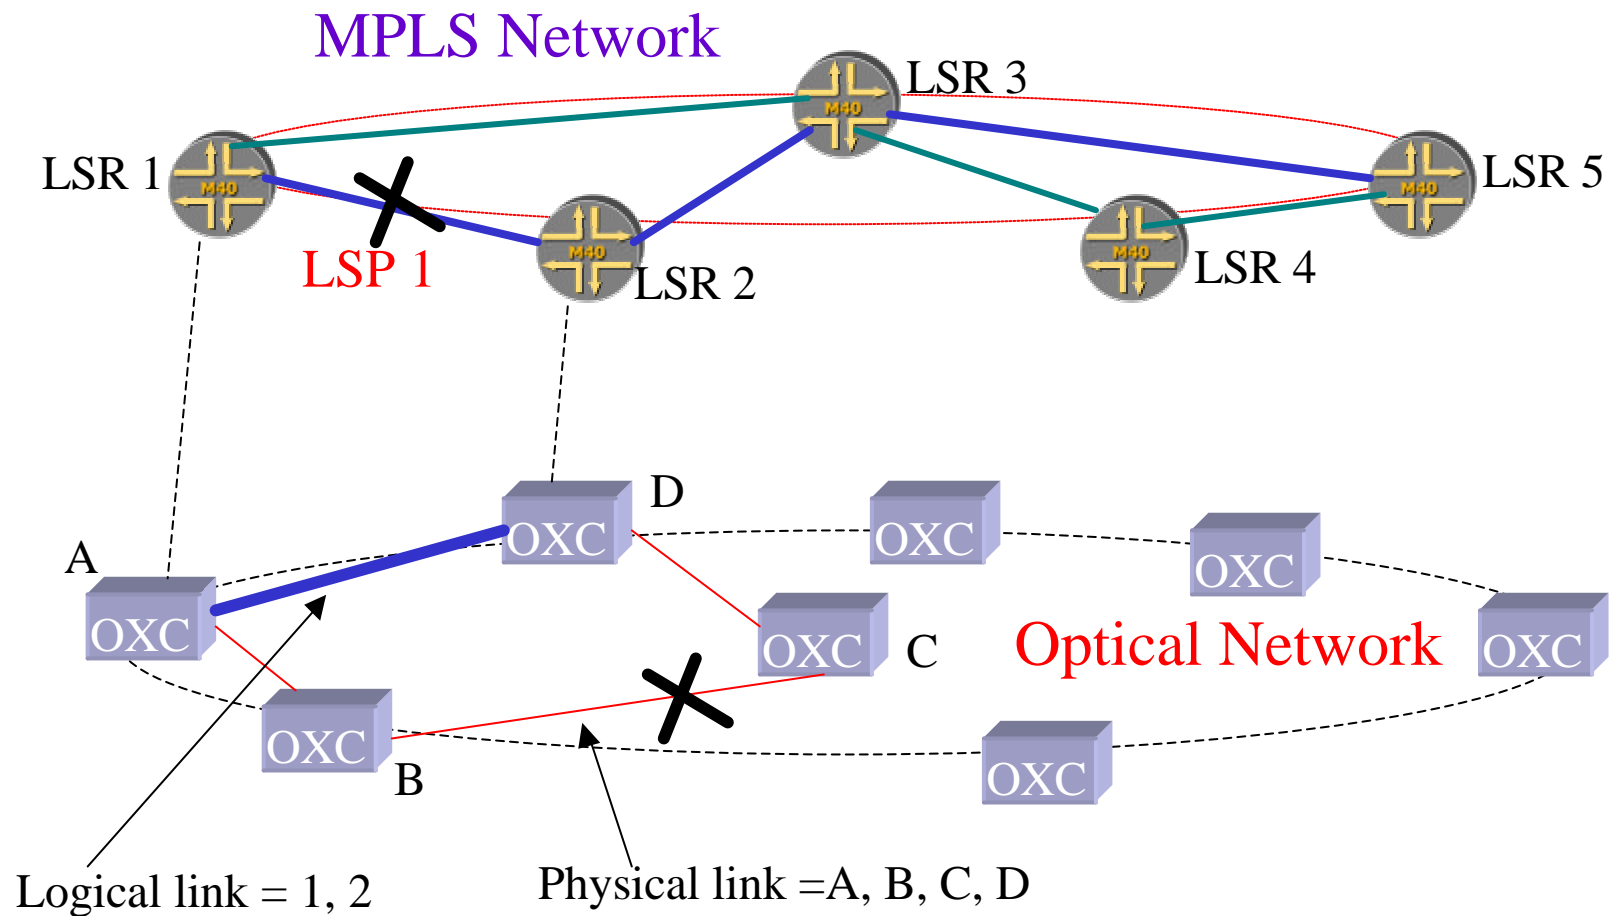 MPLS Network
LSR 3
M40
LSR 1
M40
LSR 5
M40
LSP 1
LSR 2
M40
LSR 4
M40
D
OXC
OXC
OXC
A
OXC
OXC
C
Optical Network
OXC
OXC
B
OXC
Logical link = 1, 2
Physical link =A, B, C, D